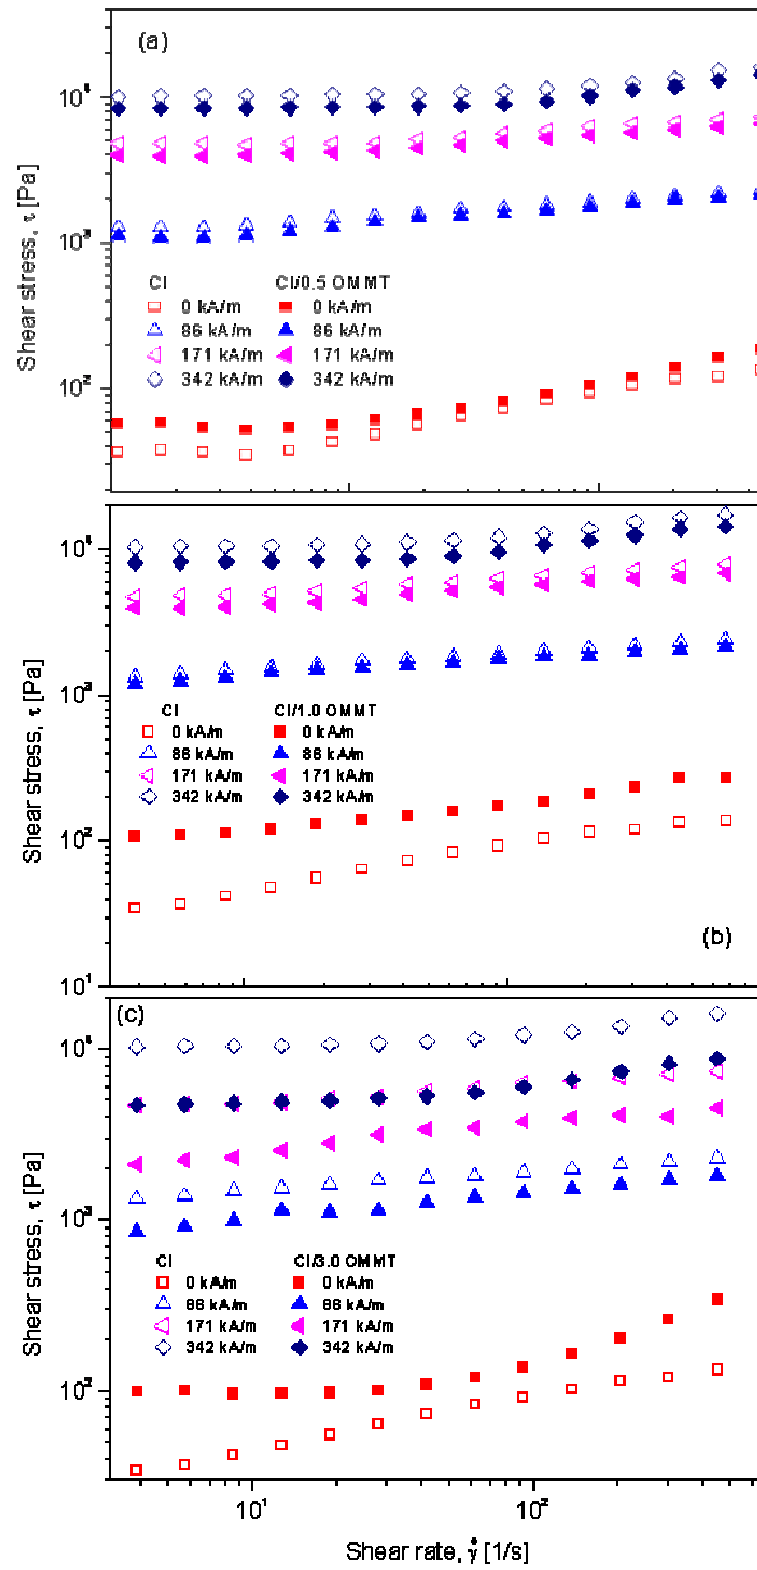 (a)
10⁴
10³
10²
Shear stress, τ [Pa]
CI CI/0.5 OMMT
0 kA/m 0 kA/m
86 kA/m 86 kA/m
171 kA/m 171 kA/m
342 kA/m 342 kA/m
10⁴
10³
10²
10¹
Shear stress, τ [Pa]
CI CI/1.0 OMMT
0 kA/m 0 kA/m
86 kA/m 86 kA/m
171 kA/m 171 kA/m
342 kA/m 342 kA/m
(b)
(c)
10⁴
10³
10²
Shear stress, τ [Pa]
CI CI/3.0 OMMT
0 kA/m 0 kA/m
86 kA/m 86 kA/m
171 kA/m 171 kA/m
342 kA/m 342 kA/m
10¹ 10²
Shear rate, γ̇ [1/s]